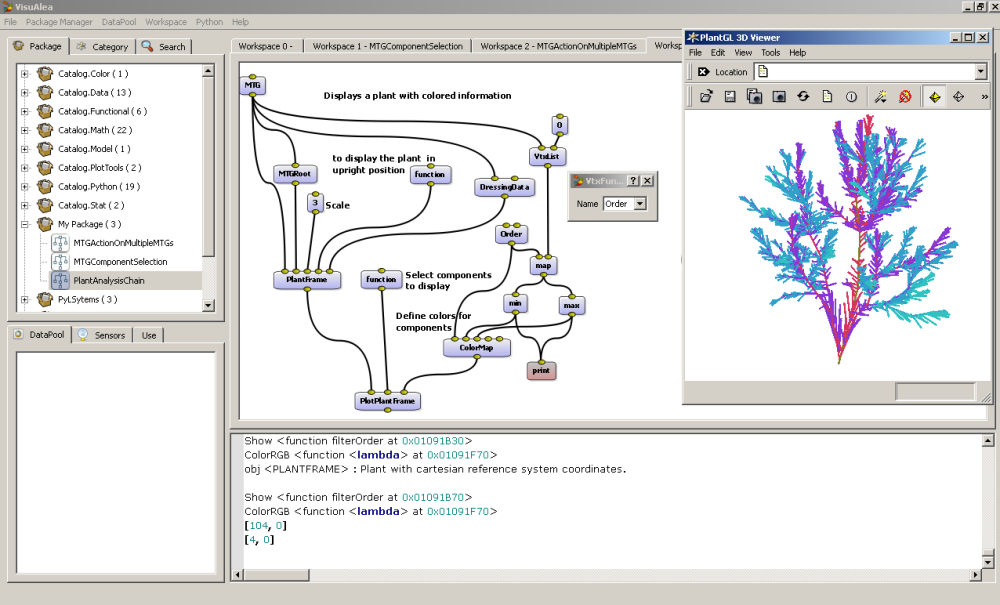 VisuAlea
File Package Manager DataPool Workspace Python Help
Package Category Search
Catalog.Color ( 1 )
Catalog.Data ( 13 )
Catalog.Functional ( 6 )
Catalog.Math ( 22 )
Catalog.Model ( 1 )
Catalog.PlotTools ( 2 )
Catalog.Python ( 19 )
Catalog.Stat ( 2 )
My Package ( 3 )
MTGActionOnMultipleMTGs
MTGComponentSelection
PlantAnalysisChain
PyLSytems ( 3 )
DataPool Sensors Use
Workspace 0 - Workspace 1 - MTGComponentSelection Workspace 2 - MTGActionOnMultipleMTGs Worksp
MTG
Displays a plant with colored information
0
VtxList
to display the plant in
upright position
function
MTGRoot
DressingData
3 Scale
Order
map
PlantFrame
function
Select components
to display
min
max
Define colors for
components
ColorMap
print
PlotPlantFrame
VtxFun...
Name Order
PlantGL 3D Viewer
File Edit View Tools Help
Location
Show <function filterOrder at 0x01091B30>
ColorRGB <function <lambda> at 0x01091F70>
obj <PLANTFRAME> : Plant with cartesian reference system coordinates.
Show <function filterOrder at 0x01091B70>
ColorRGB <function <lambda> at 0x01091F70>
[104, 0]
[4, 0]